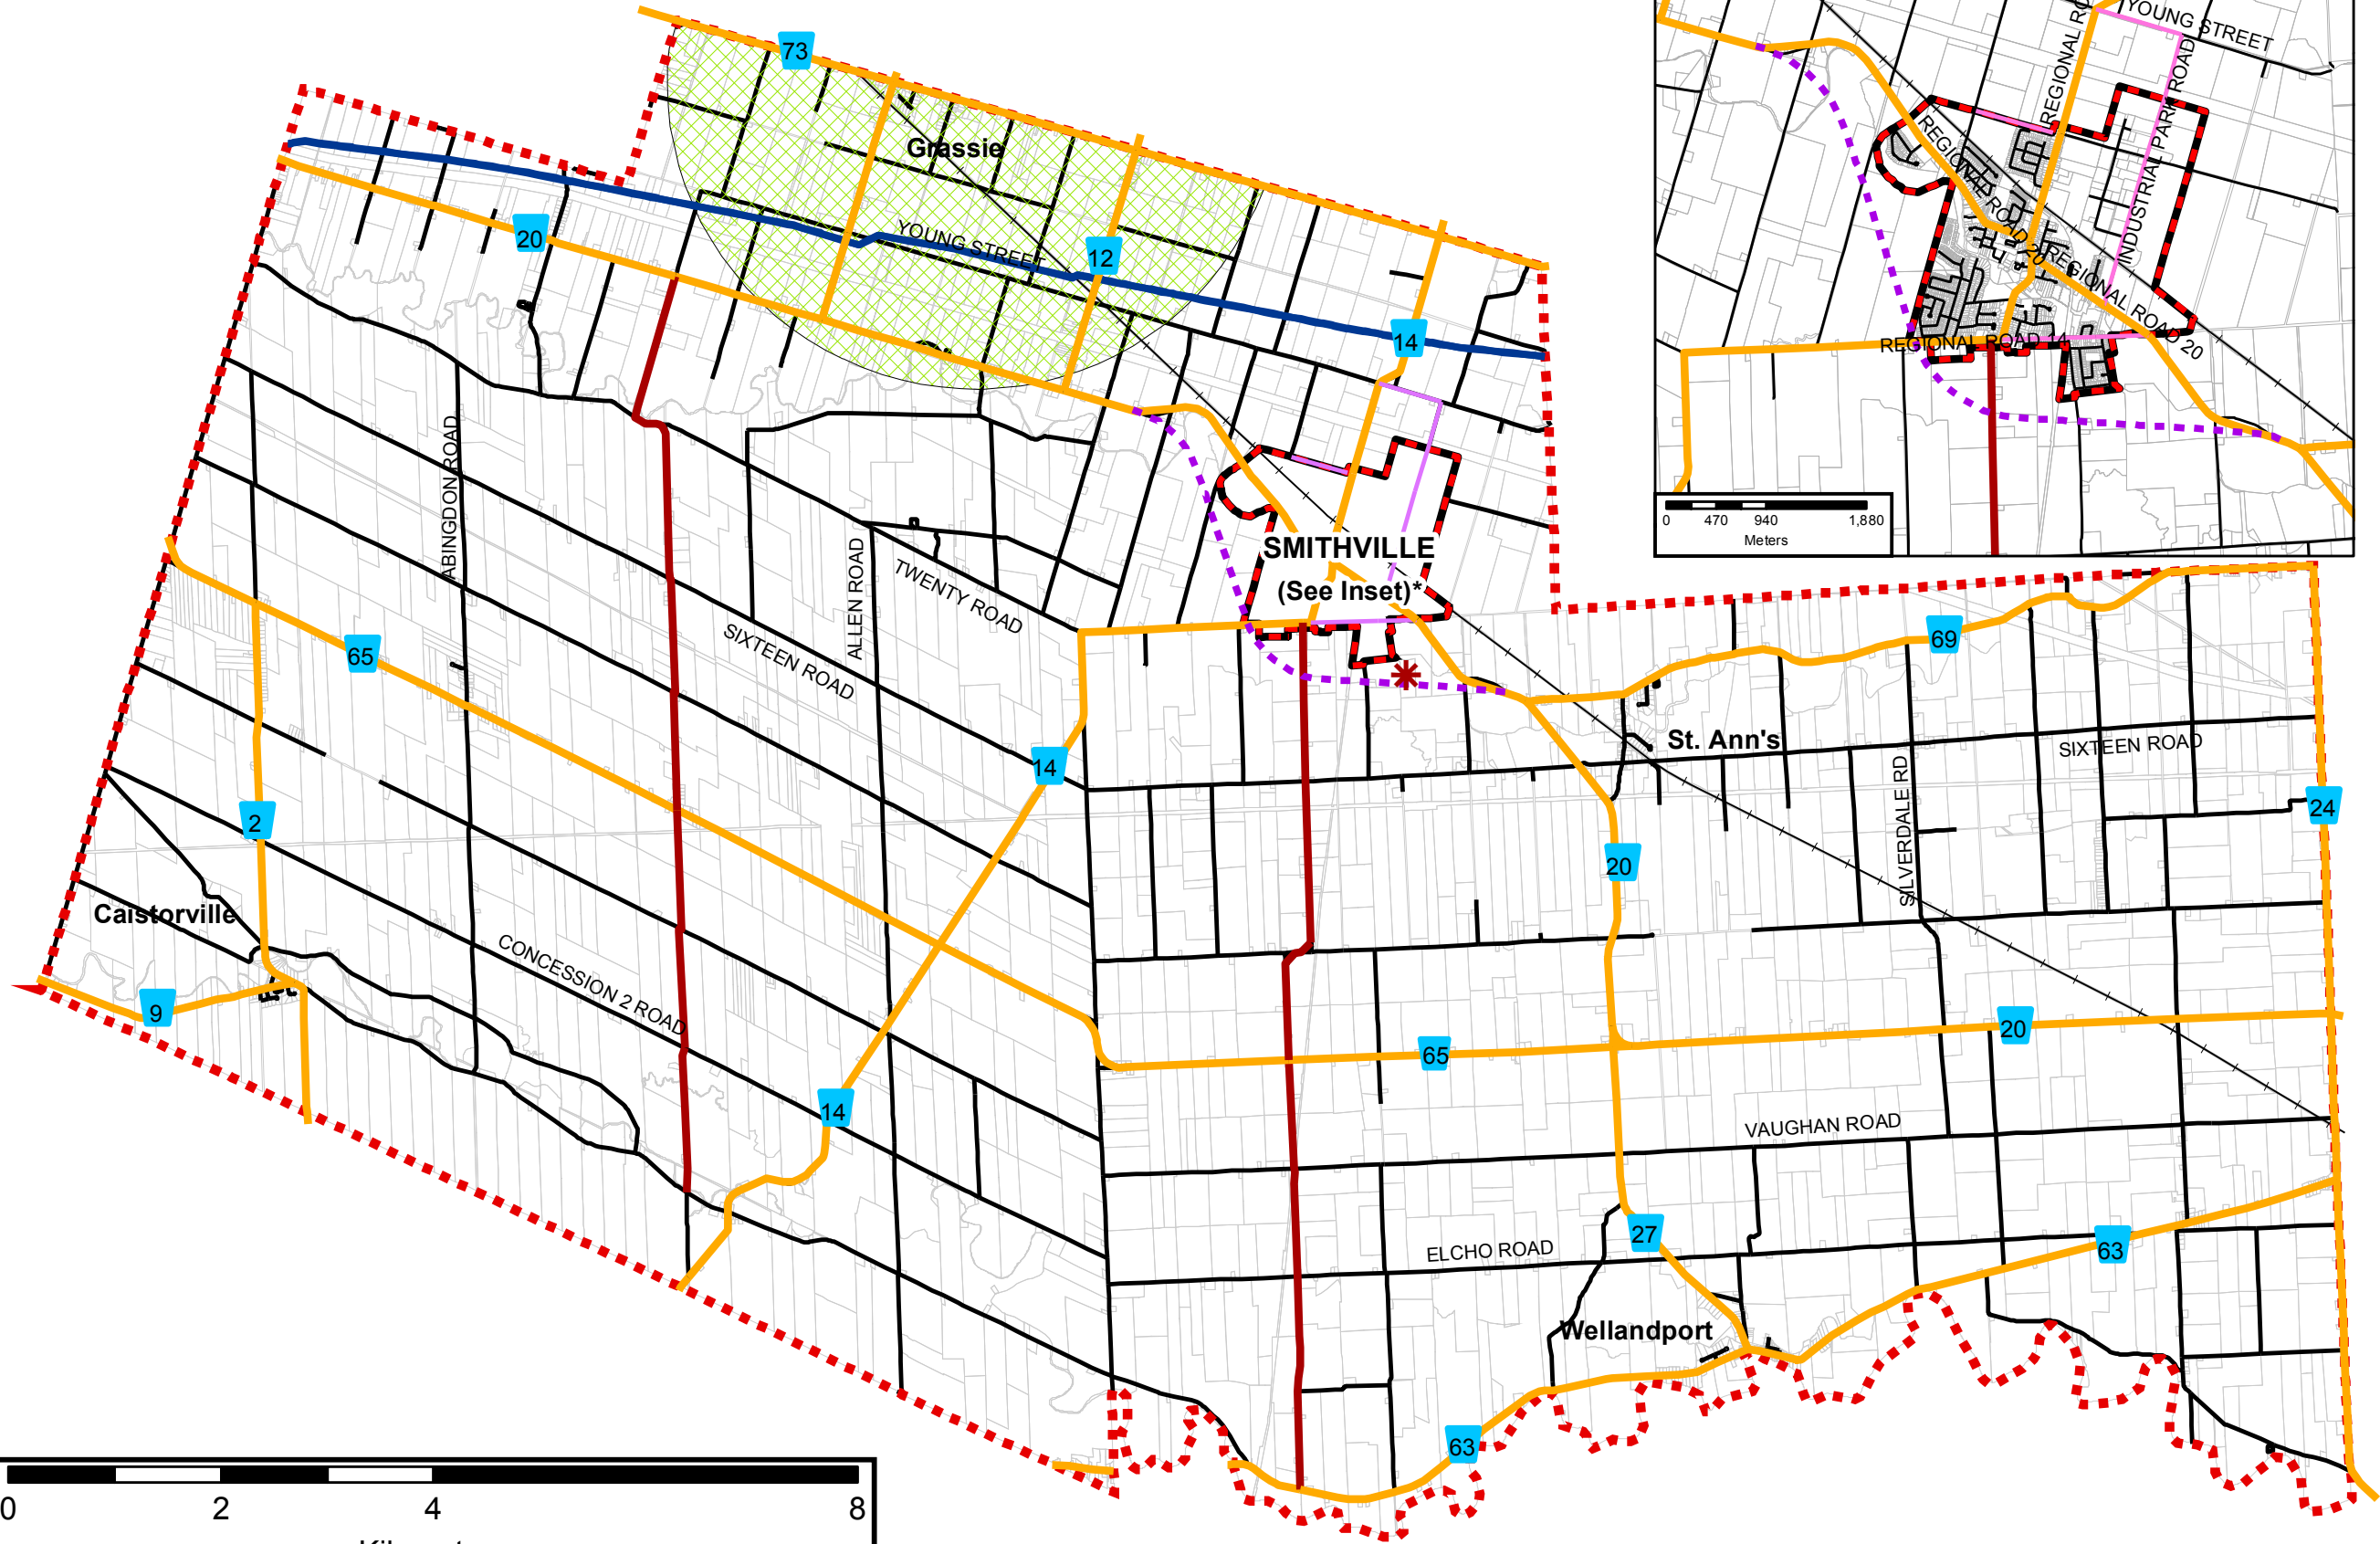 73
YOUNG STREET
REGIONAL RO
INDUSTRIAL PARK ROAD
REGIONAL ROAD 20
REGIONAL ROAD 20
REGIONAL ROAD 14
0 470 940 1,880
Meters
Grassie
20
YOUNG STREET
12
14
ABINGDON ROAD
ALLEN ROAD
TWENTY ROAD
SIXTEEN ROAD
SMITHVILLE
(See Inset)*
65
69
14
St. Ann's
SIXTEEN ROAD
SILVERDALE RD
24
2
20
Caistorville
CONCESSION 2 ROAD
9
65
20
14
VAUGHAN ROAD
27
ELCHO ROAD
63
Wellandport
63
0 2 4 8